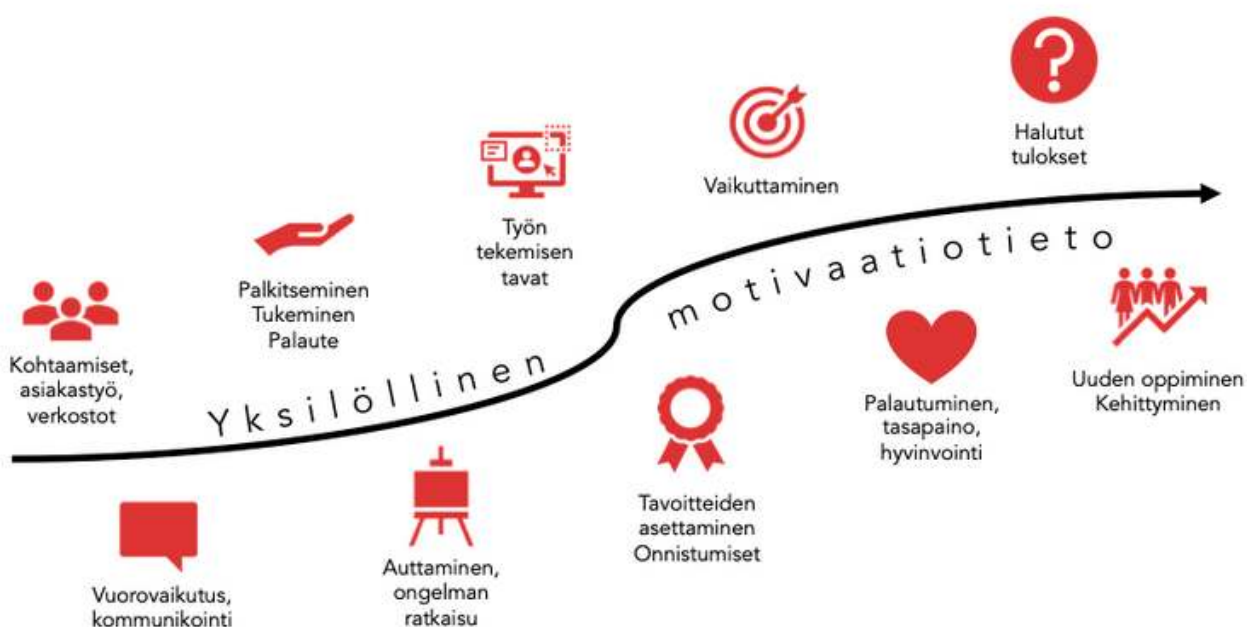 Halutut
tulokset
Vaikuttaminen
Työn
tekemisen
tavat
Palkitseminen
Tukeminen
Palaute
Kohtaamiset,
asiakastyö,
verkostot
Yksilöllinen motivaatiotieto
Uuden oppiminen
Kehittyminen
Palautuminen,
tasapaino,
hyvinvointi
Tavoitteiden
asettaminen
Onnistumiset
Auttaminen,
ongelman
ratkaisu
Vuorovaikutus,
kommunikointi